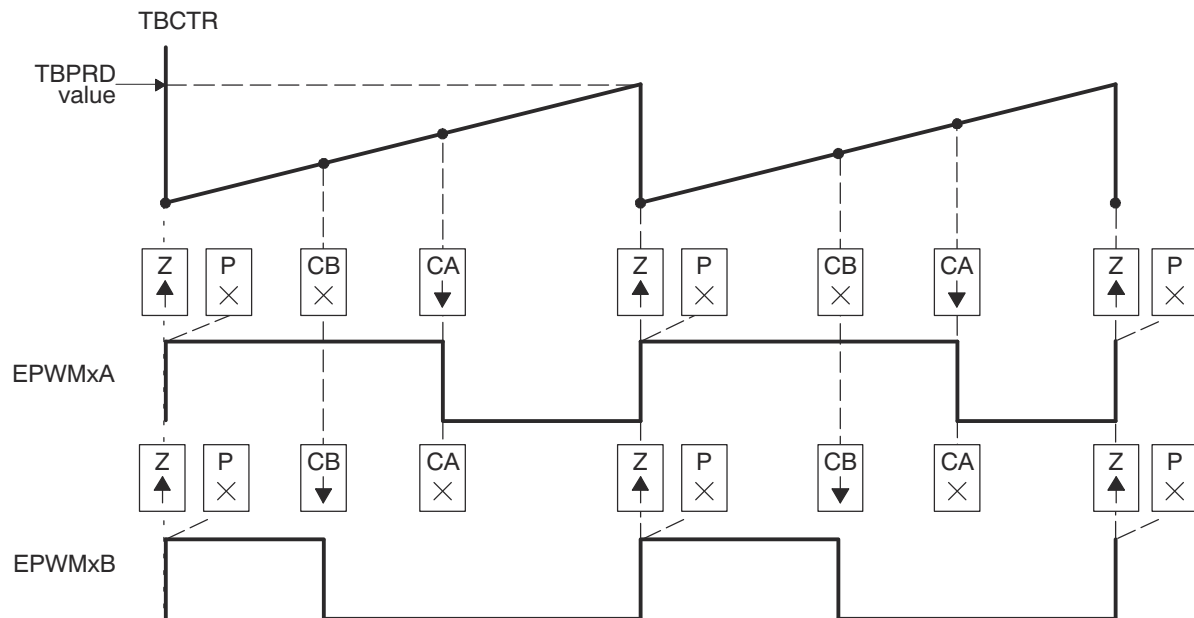 TBCTR
TBPRD
value
Z P CB CA Z P CB CA Z P
EPWMxA
Z P CB CA Z P CB CA Z P
EPWMxB